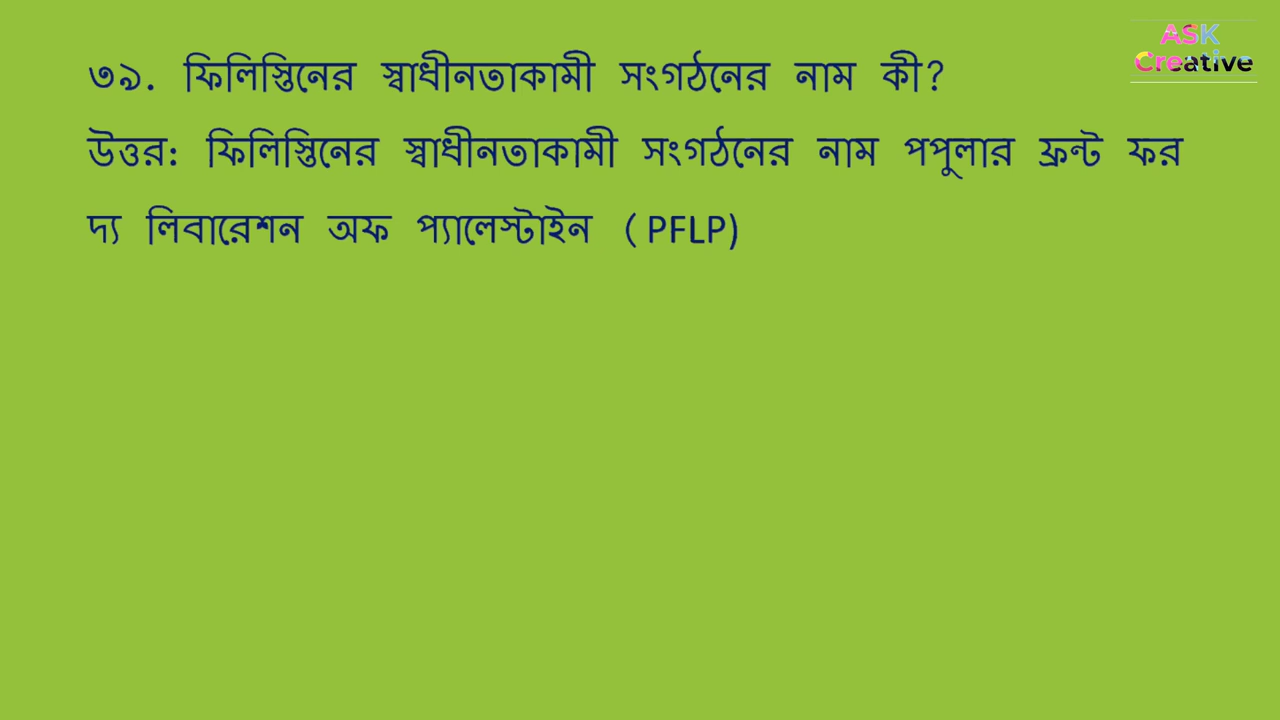 ASK
Creative
৩৯. ফিলিস্তিনের স্বাধীনতাকামী সংগঠনের নাম কী?
উত্তর: ফিলিস্তিনের স্বাধীনতাকামী সংগঠনের নাম পপুলার ফ্রন্ট ফর
দ্য লিবারেশন অফ প্যালেস্টাইন (PFLP)